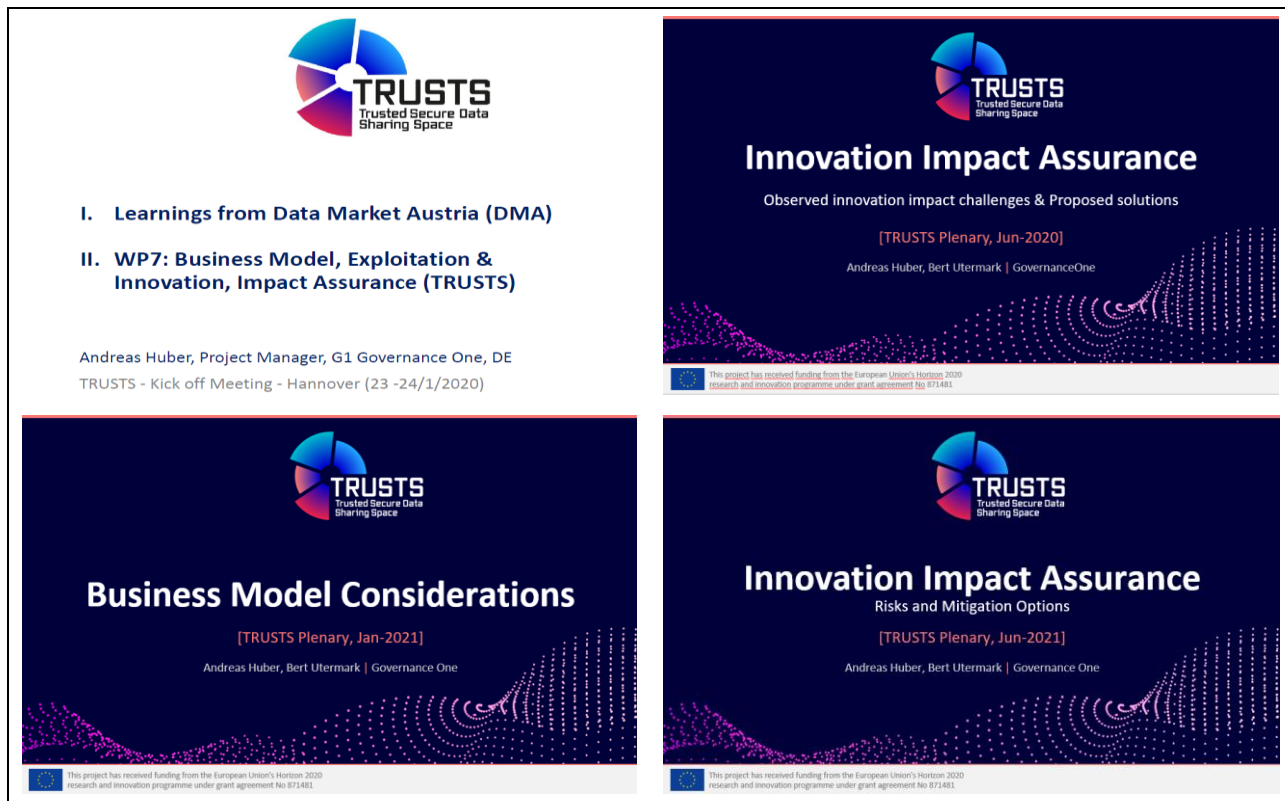 TRUSTS
Trusted Secure Data
Sharing Space
I. Learnings from Data Market Austria (DMA)
II. WP7: Business Model, Exploitation &
Innovation, Impact Assurance (TRUSTS)
Andreas Huber, Project Manager, G1 Governance One, DE
TRUSTS - Kick off Meeting - Hannover (23 -24/1/2020)
TRUSTS
Trusted Secure Data
Sharing Space
Innovation Impact Assurance
Observed innovation impact challenges & Proposed solutions
[TRUSTS Plenary, Jun-2020]
Andreas Huber, Bert Utermark | GovernanceOne
This project has received funding from the European Union's Horizon 2020
research and innovation programme under grant agreement No 871481
TRUSTS
Trusted Secure Data
Sharing Space
Business Model Considerations
[TRUSTS Plenary, Jan-2021]
Andreas Huber, Bert Utermark | Governance One
This project has received funding from the European Union's Horizon 2020
research and innovation programme under grant agreement No 871481
TRUSTS
Trusted Secure Data
Sharing Space
Innovation Impact Assurance
Risks and Mitigation Options
[TRUSTS Plenary, Jun-2021]
Andreas Huber, Bert Utermark | Governance One
This project has received funding from the European Union's Horizon 2020
research and innovation programme under grant agreement No 871481